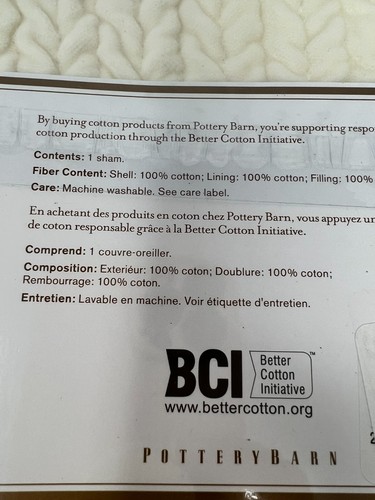 By buying cotton products from Pottery Barn, you're supporting respo
cotton production through the Better Cotton Initiative.
Contents: 1 sham.
Fiber Content: Shell: 100% cotton; Lining: 100% cotton; Filling: 100%
Care: Machine washable. See care label.
En achetant des produits en coton chez Pottery Barn, vous appuyez un
de coton responsable grâce à la Better Cotton Initiative.
Comprend: 1 couvre-oreiller.
Composition: Exteriéur: 100% coton; Doublure: 100% coton;
Rembourrage: 100% coton.
Entretien: Lavable en machine. Voir étiquette d'entretien.
BCI
Better
Cotton
Initiative™
www.bettercotton.org
POTTERYBARN